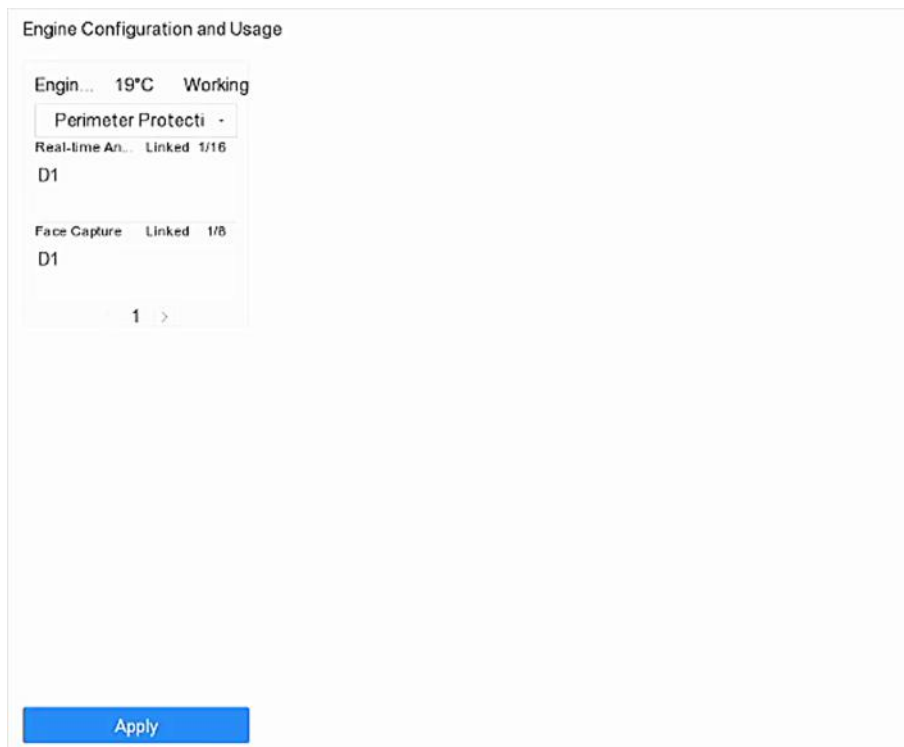 Engine Configuration and Usage
Engin... 19°C Working
Perimeter Protecti
Real-time An... Linked 1/16
D1
Face Capture Linked 1/8
D1
1 >
Apply